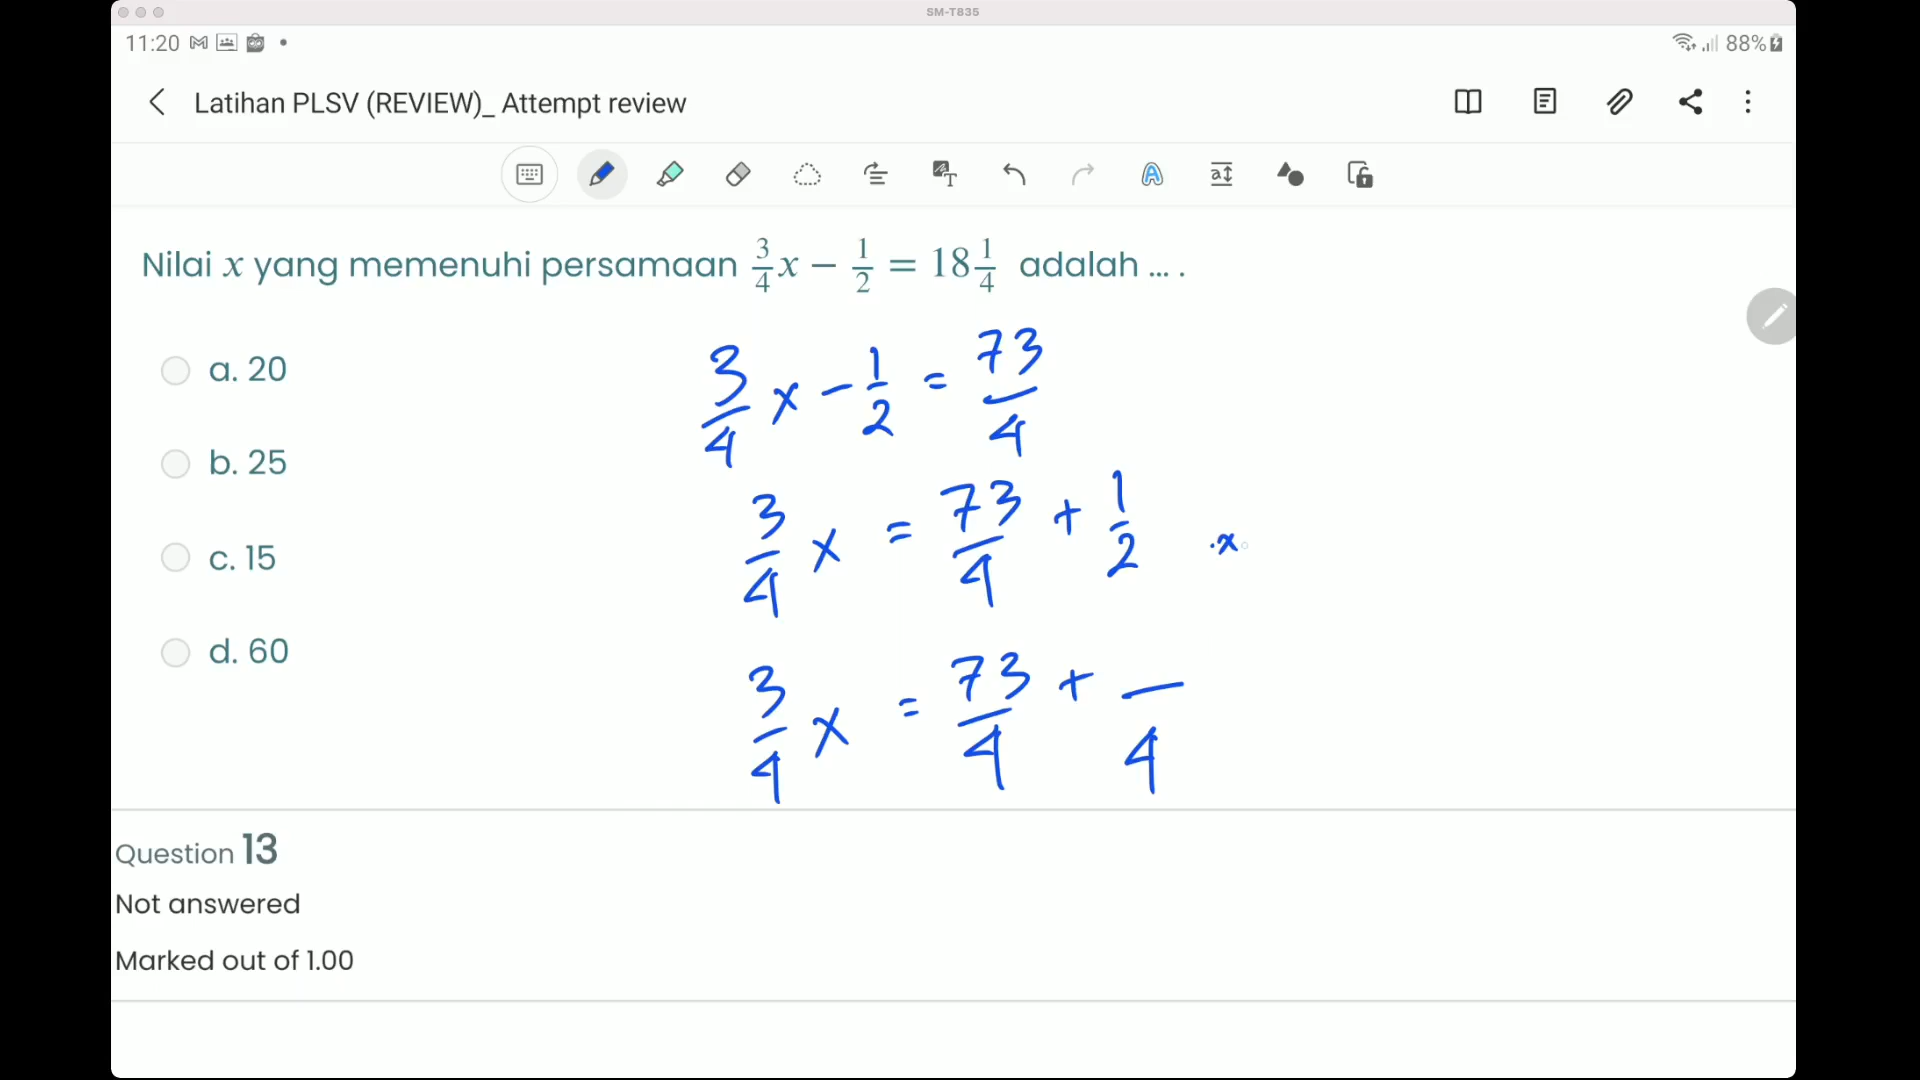 SM-T835
11:20 88%
Latihan PLSV (REVIEW)_ Attempt review
Nilai x yang memenuhi persamaan 3/4 x − 1/2 = 18 1/4 adalah ... .
a. 20
b. 25
c. 15
d. 60
3/4 x − 1/2 = 73/4
3/4 x = 73/4 + 1/2 ·x
3/4 x = 73/4 + /4
Question 13
Not answered
Marked out of 1.00